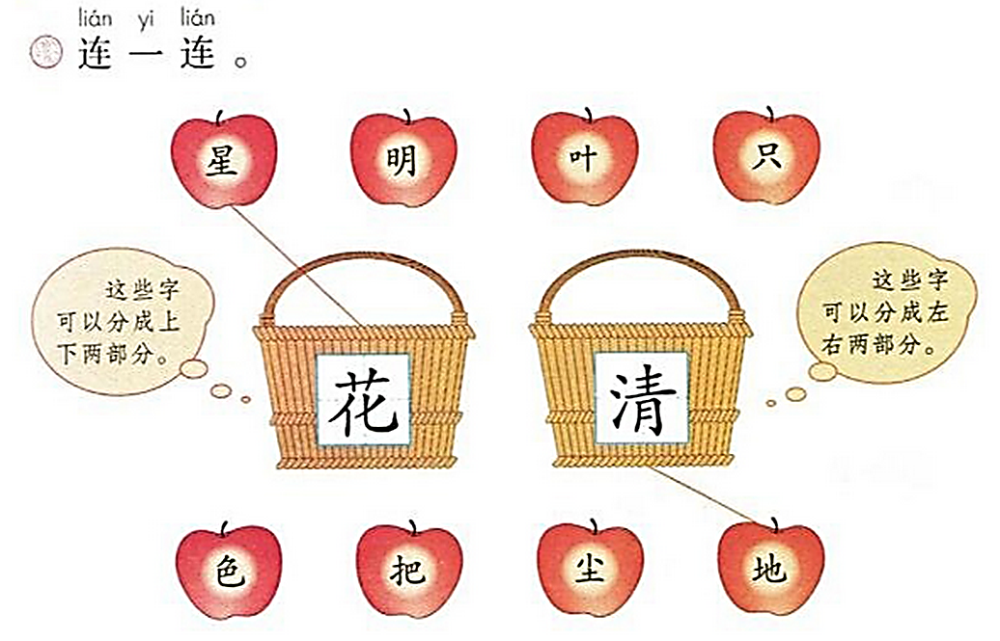 lián yi lián
连一连。
星 明 叶 只
这些字
可以分成上
下两部分。
花 清
这些字
可以分成左
右两部分。
色 把 尘 地